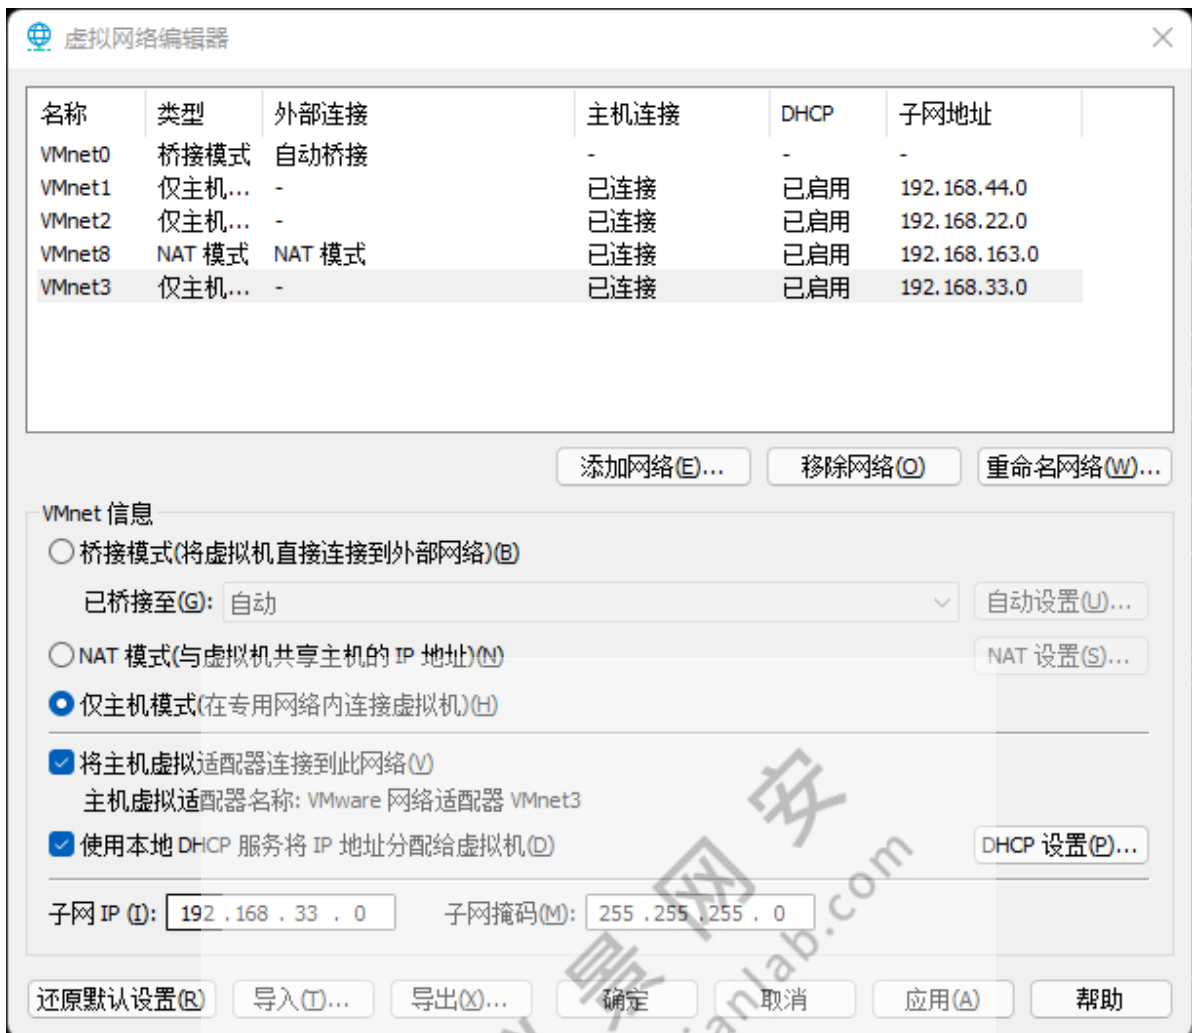 虚拟网络编辑器
名称 类型 外部连接 主机连接 DHCP 子网地址
VMnet0 桥接模式 自动桥接 - - -
VMnet1 仅主机... - 已连接 已启用 192.168.44.0
VMnet2 仅主机... - 已连接 已启用 192.168.22.0
VMnet8 NAT 模式 NAT 模式 已连接 已启用 192.168.163.0
VMnet3 仅主机... - 已连接 已启用 192.168.33.0
添加网络(E)... 移除网络(O) 重命名网络(W)...
VMnet 信息
桥接模式(将虚拟机直接连接到外部网络)(B)
已桥接至(G): 自动 自动设置(U)...
NAT 模式(与虚拟机共享主机的 IP 地址)(N) NAT 设置(S)...
仅主机模式(在专用网络内连接虚拟机)(H)
将主机虚拟适配器连接到此网络(V)
主机虚拟适配器名称: VMware 网络适配器 VMnet3
使用本地 DHCP 服务将 IP 地址分配给虚拟机(D) DHCP 设置(P)...
子网 IP (I): 192 . 168 . 33 . 0 子网掩码(M): 255 . 255 . 255 . 0
还原默认设置(R) 导入(T)... 导出(X)... 确定 取消 应用(A) 帮助
景网安
anlab.com